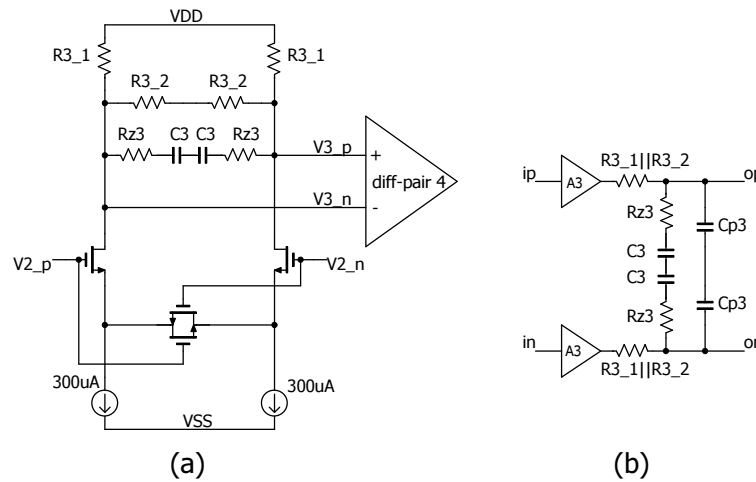 VDD
R3_1 R3_1
R3_2 R3_2
Rz3 C3 C3 Rz3
V3_p
+
diff-pair 4
V3_n
-
V2_p V2_n
300uA 300uA
VSS
(a)
R3_1||R3_2
ip op
A3
Rz3
C3 Cp3
C3
Cp3
Rz3
in on
A3
R3_1||R3_2
(b)